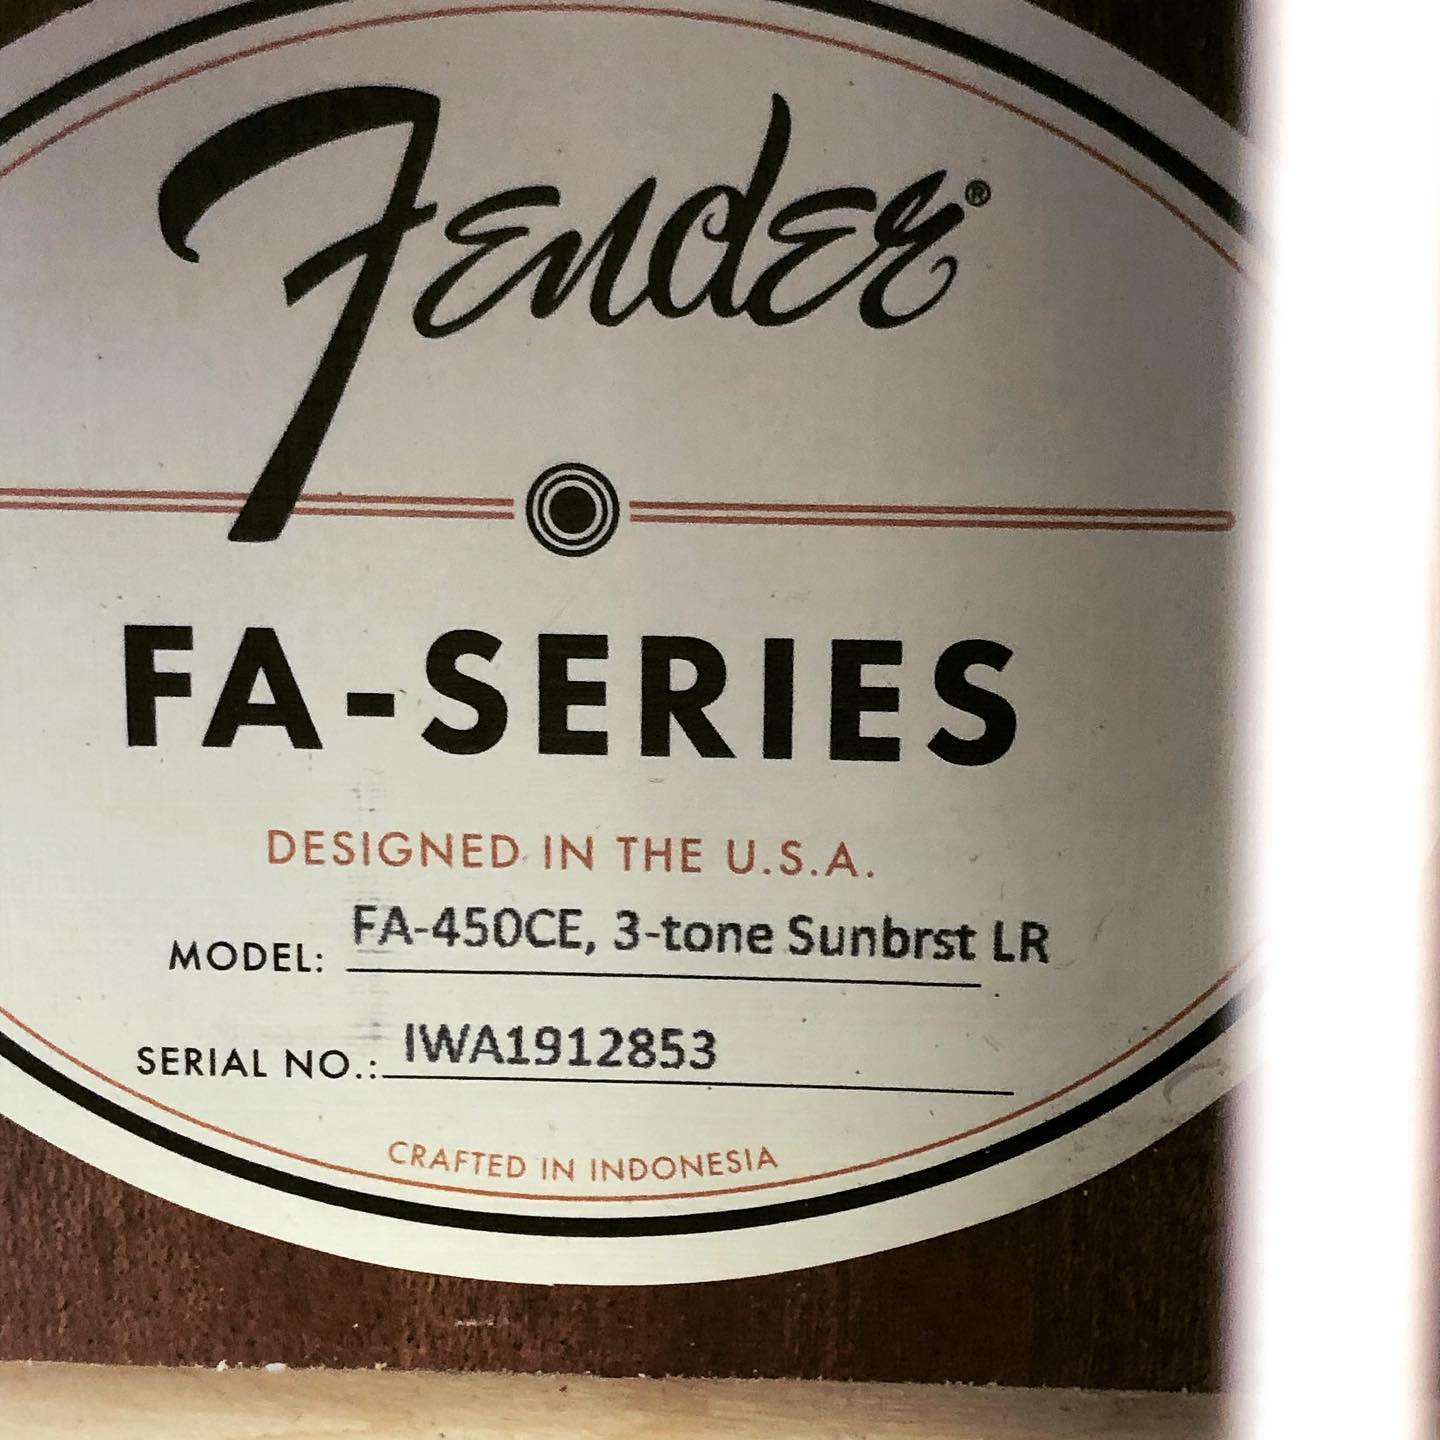 Fender®
FA-SERIES
DESIGNED IN THE U.S.A.
MODEL: FA-450CE, 3-tone Sunbrst LR
SERIAL NO.: IWA1912853
CRAFTED IN INDONESIA